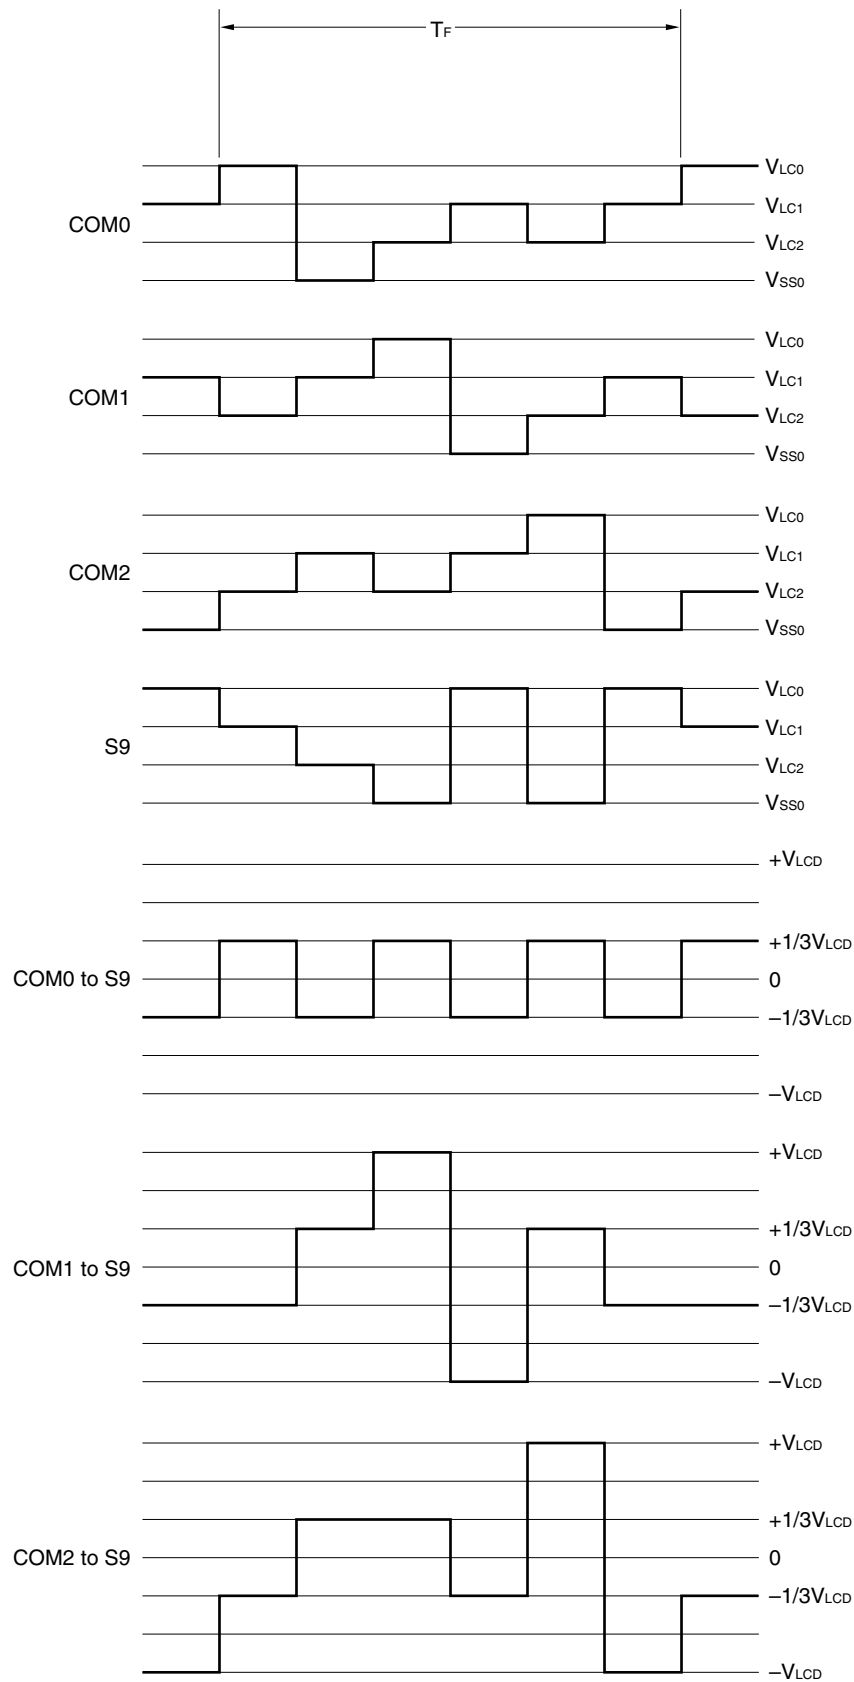 TF
VLC0
VLC1
COM0
VLC2
VSS0
VLC0
VLC1
COM1
VLC2
VSS0
VLC0
VLC1
COM2
VLC2
VSS0
VLC0
VLC1
S9
VLC2
VSS0
+VLCD
+1/3VLCD
COM0 to S9
0
–1/3VLCD
–VLCD
+VLCD
+1/3VLCD
COM1 to S9
0
–1/3VLCD
–VLCD
+VLCD
+1/3VLCD
COM2 to S9
0
–1/3VLCD
–VLCD